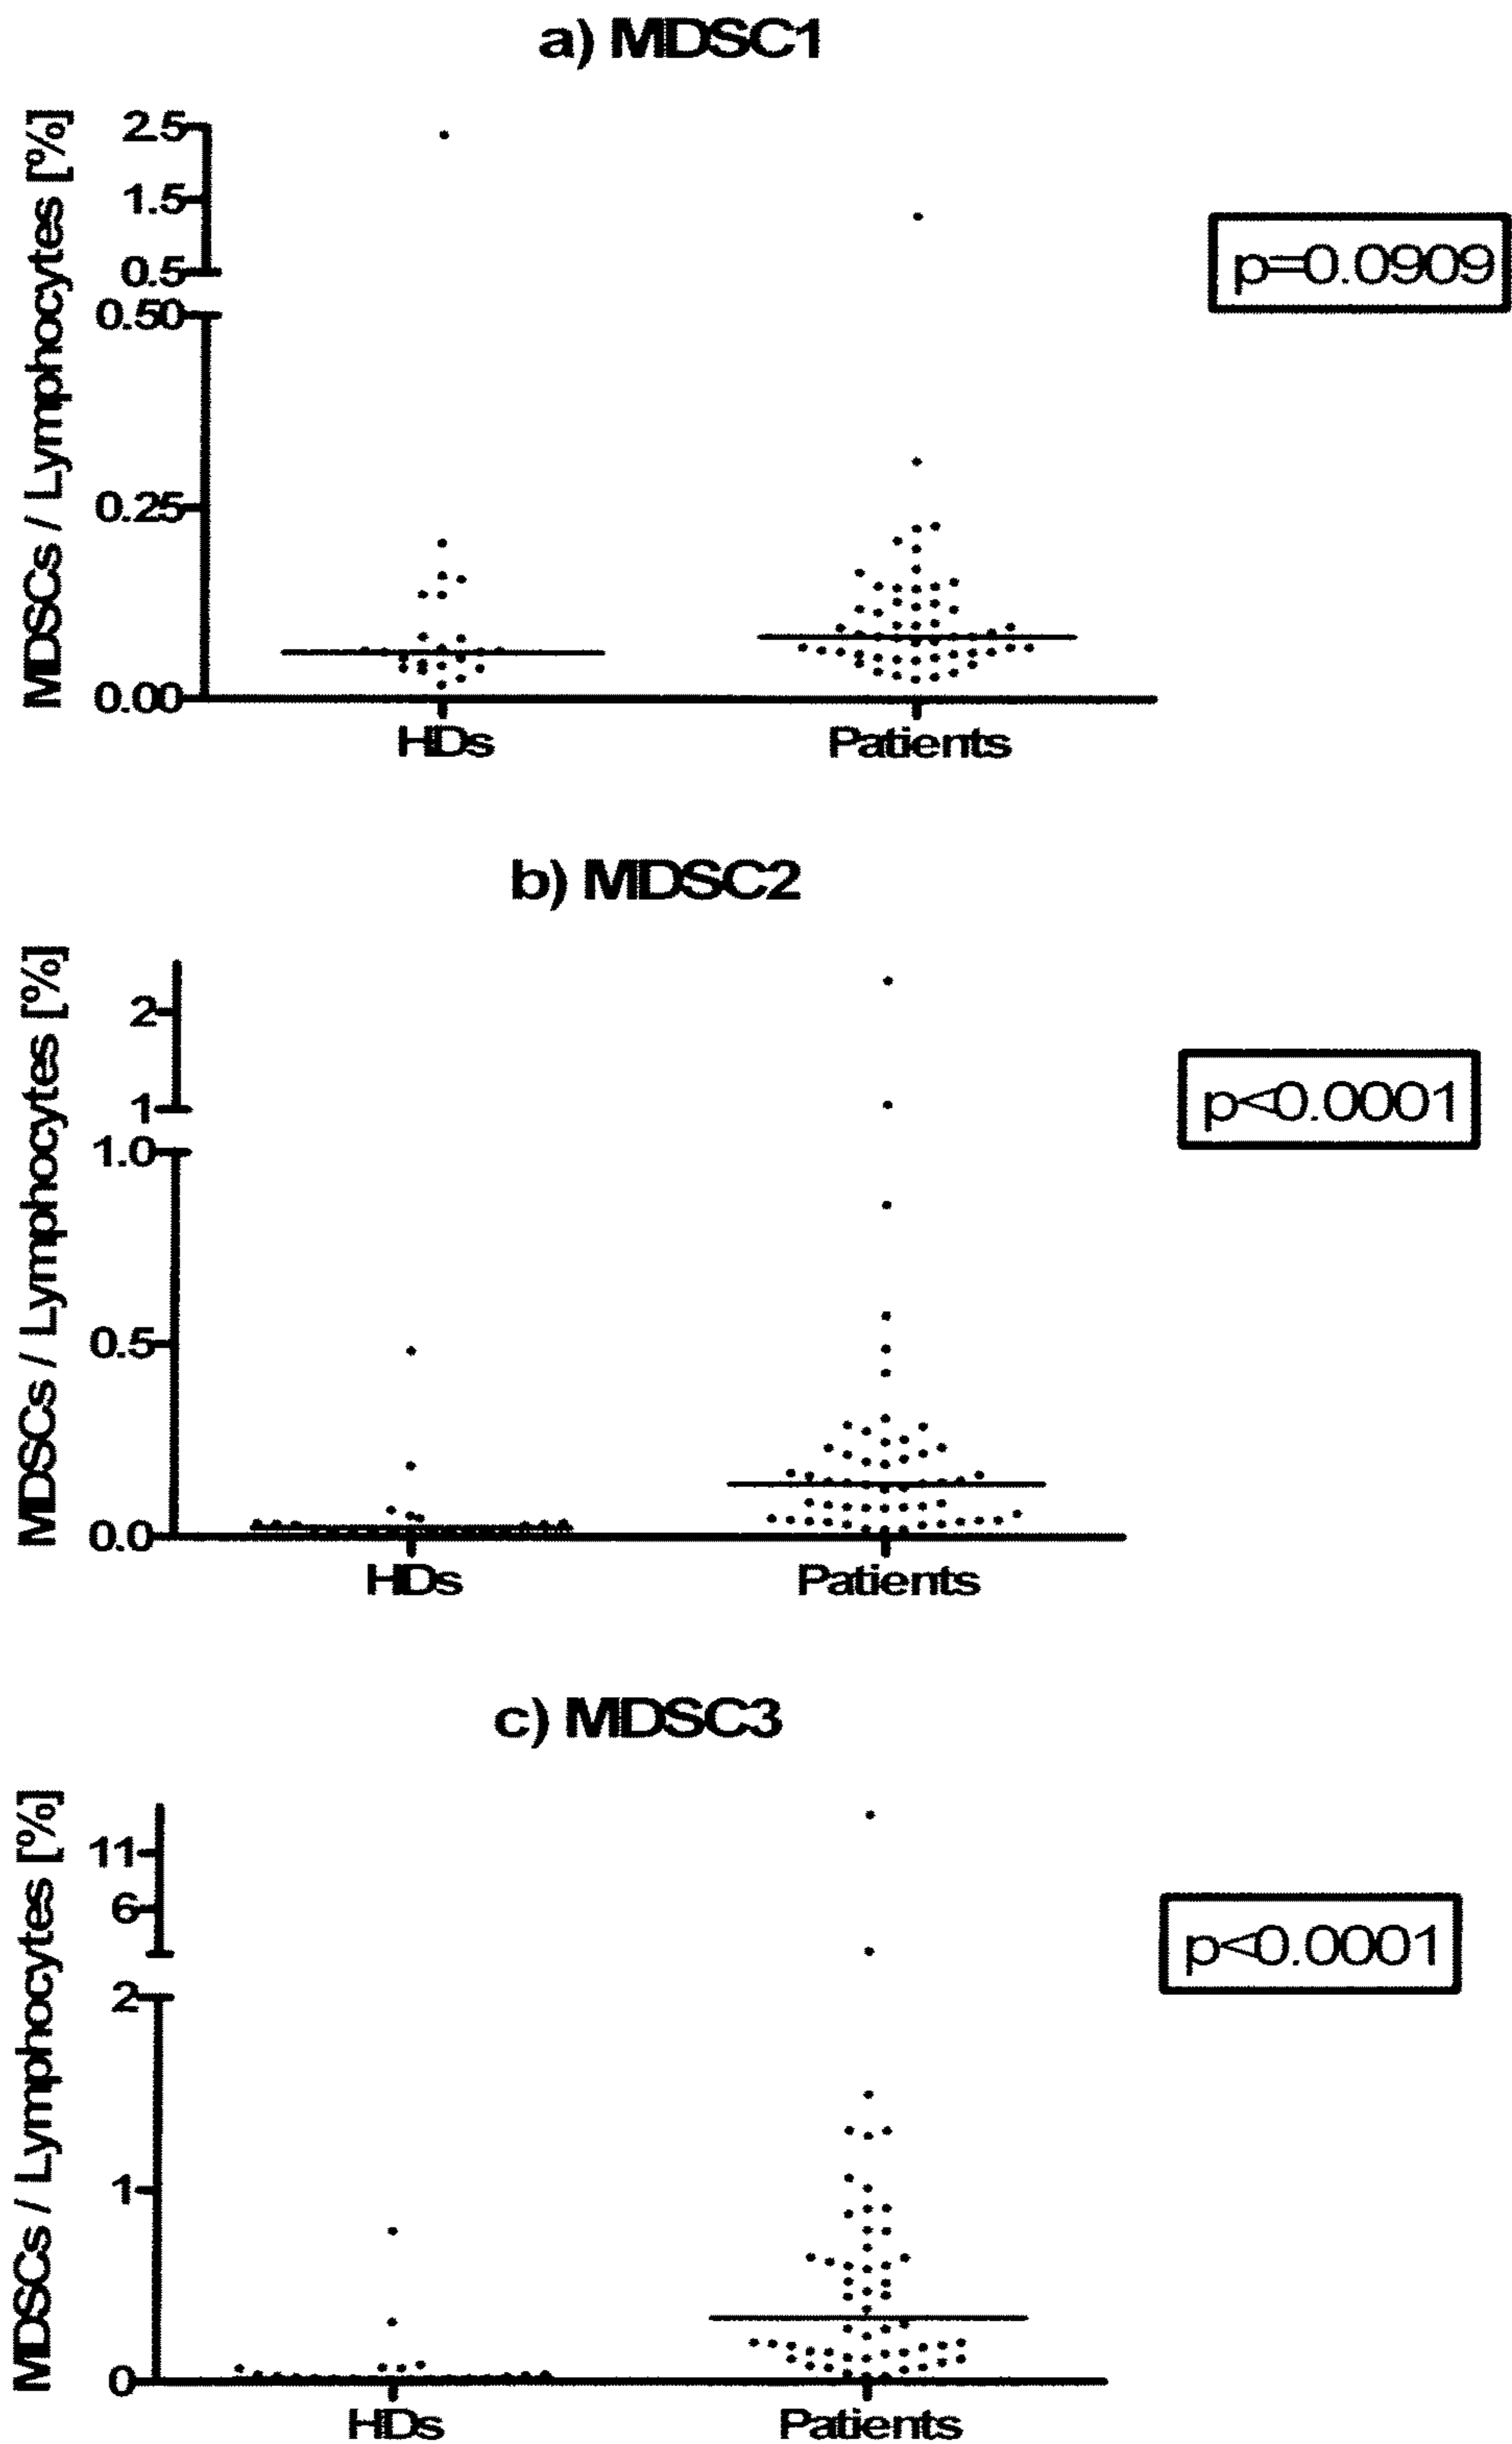 a) MDSC1
MDSCs / Lymphocytes [%]
2.5
1.5
0.5
0.50
0.25
0.00
HDs
Patients
p=0.0909
b) MDSC2
MDSCs / Lymphocytes [%]
2
1
1.0
0.5
0.0
HDs
Patients
p<0.0001
c) MDSC3
MDSCs / Lymphocytes [%]
11
6
2
1
0
HDs
Patients
p<0.0001